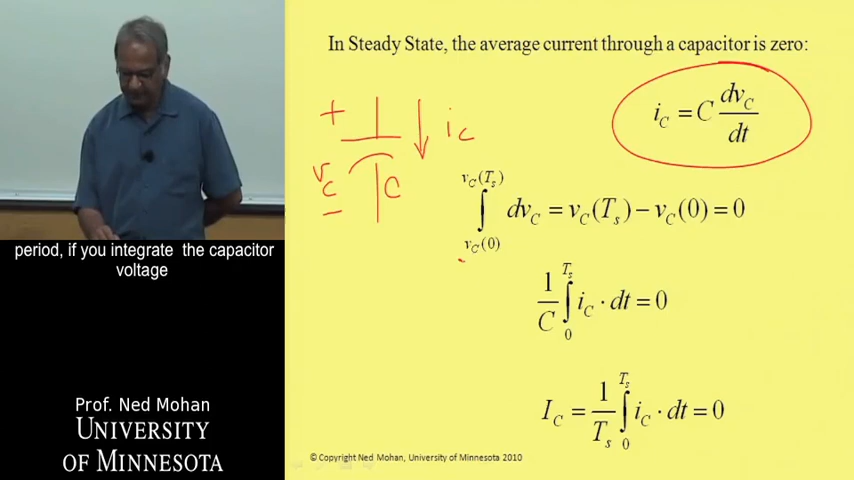 In Steady State, the average current through a capacitor is zero:
i_C = C dv_C/dt
+
i_C
v_C
C
−
∫_{v_C(0)}^{v_C(T_s)} dv_C = v_C(T_s) − v_C(0) = 0
1/C ∫_0^{T_s} i_C · dt = 0
I_C = 1/T_s ∫_0^{T_s} i_C · dt = 0
period, if you integrate the capacitor
voltage
Prof. Ned Mohan
UNIVERSITY
OF MINNESOTA
© Copyright Ned Mohan, University of Minnesota 2010